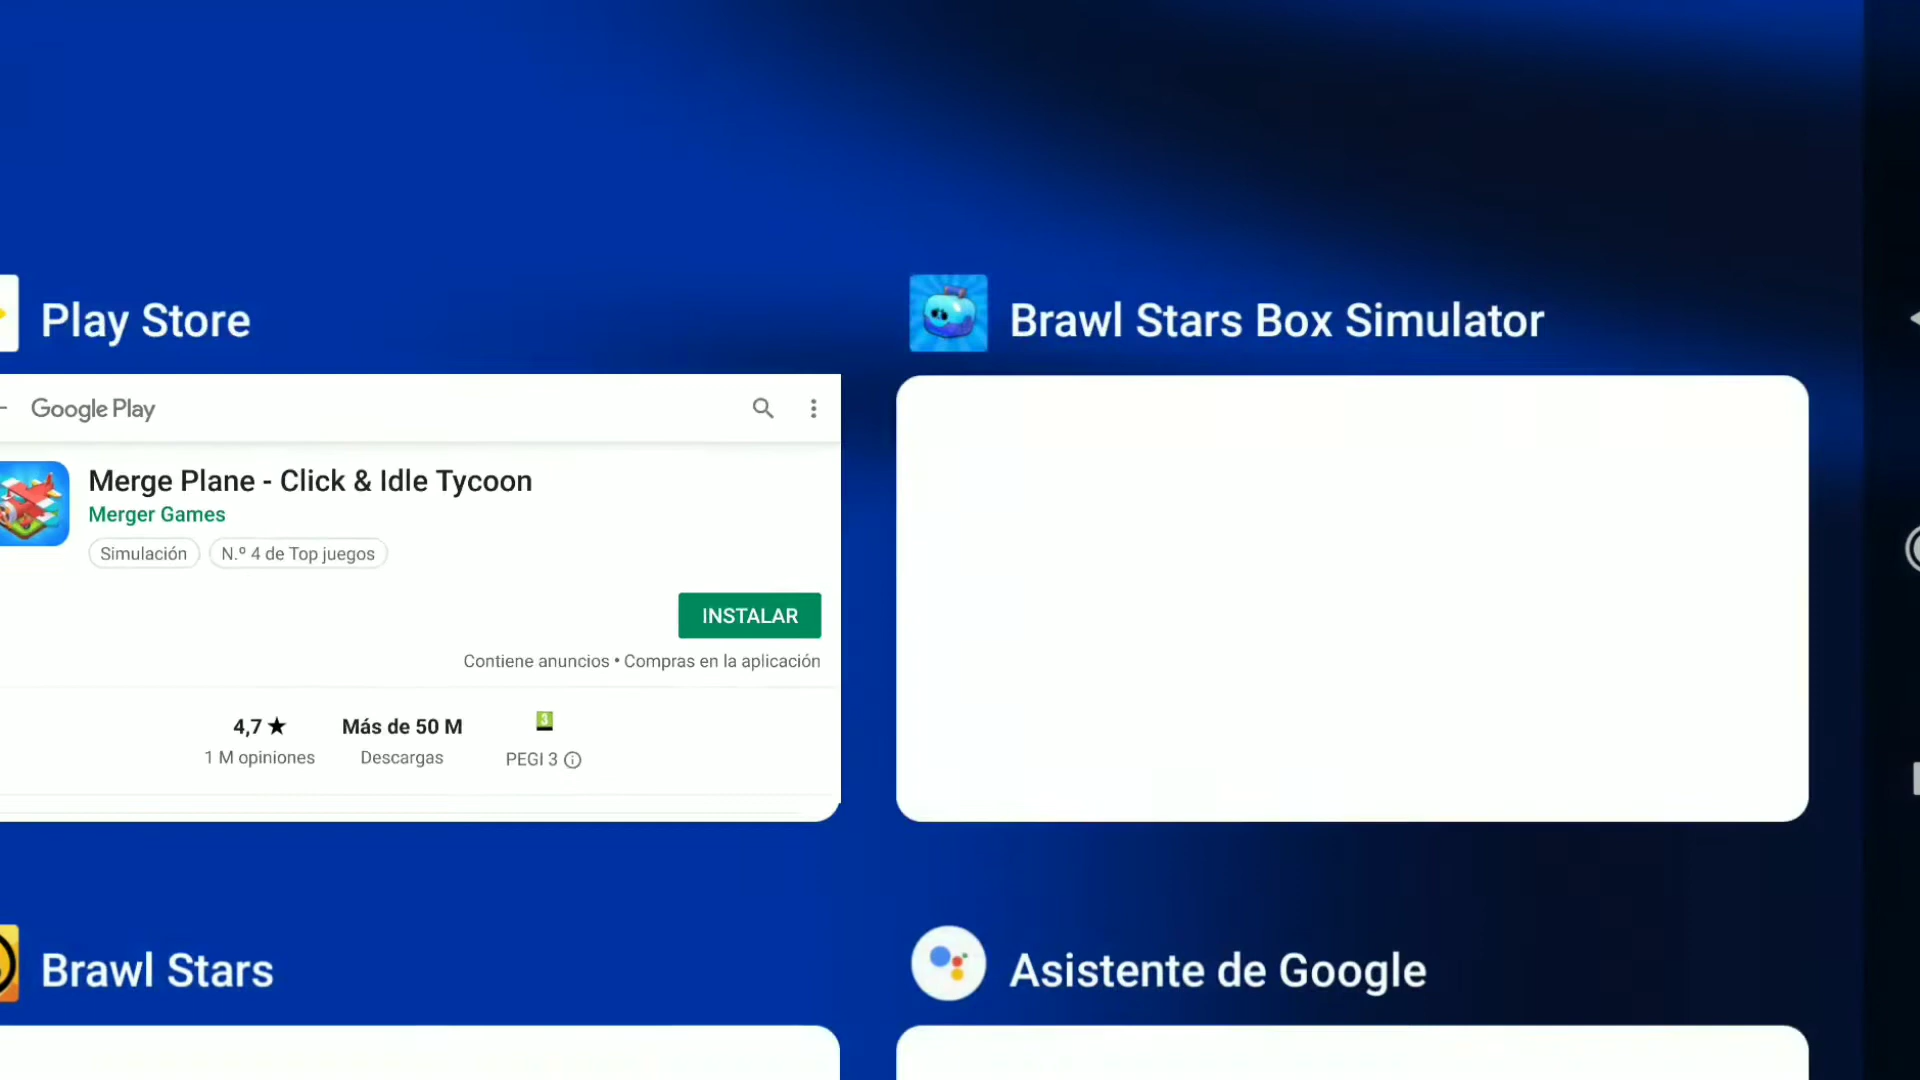 Play Store
Brawl Stars Box Simulator
Google Play
Merge Plane - Click & Idle Tycoon
Merger Games
Simulación
N.º 4 de Top juegos
INSTALAR
Contiene anuncios • Compras en la aplicación
4,7 ★
Más de 50 M
3
1 M opiniones
Descargas
PEGI 3
Brawl Stars
Asistente de Google